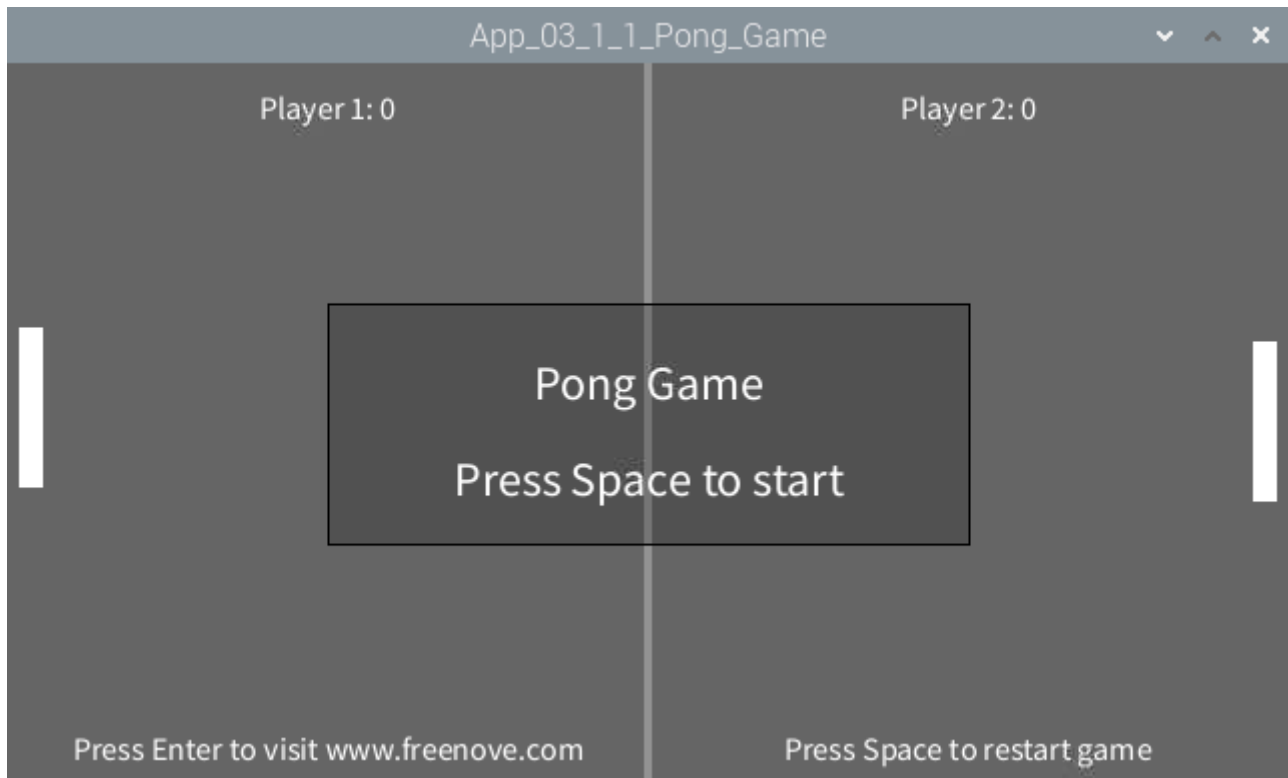 App_03_1_1_Pong_Game
Player 1: 0
Player 2: 0
Pong Game
Press Space to start
Press Enter to visit www.freenove.com
Press Space to restart game